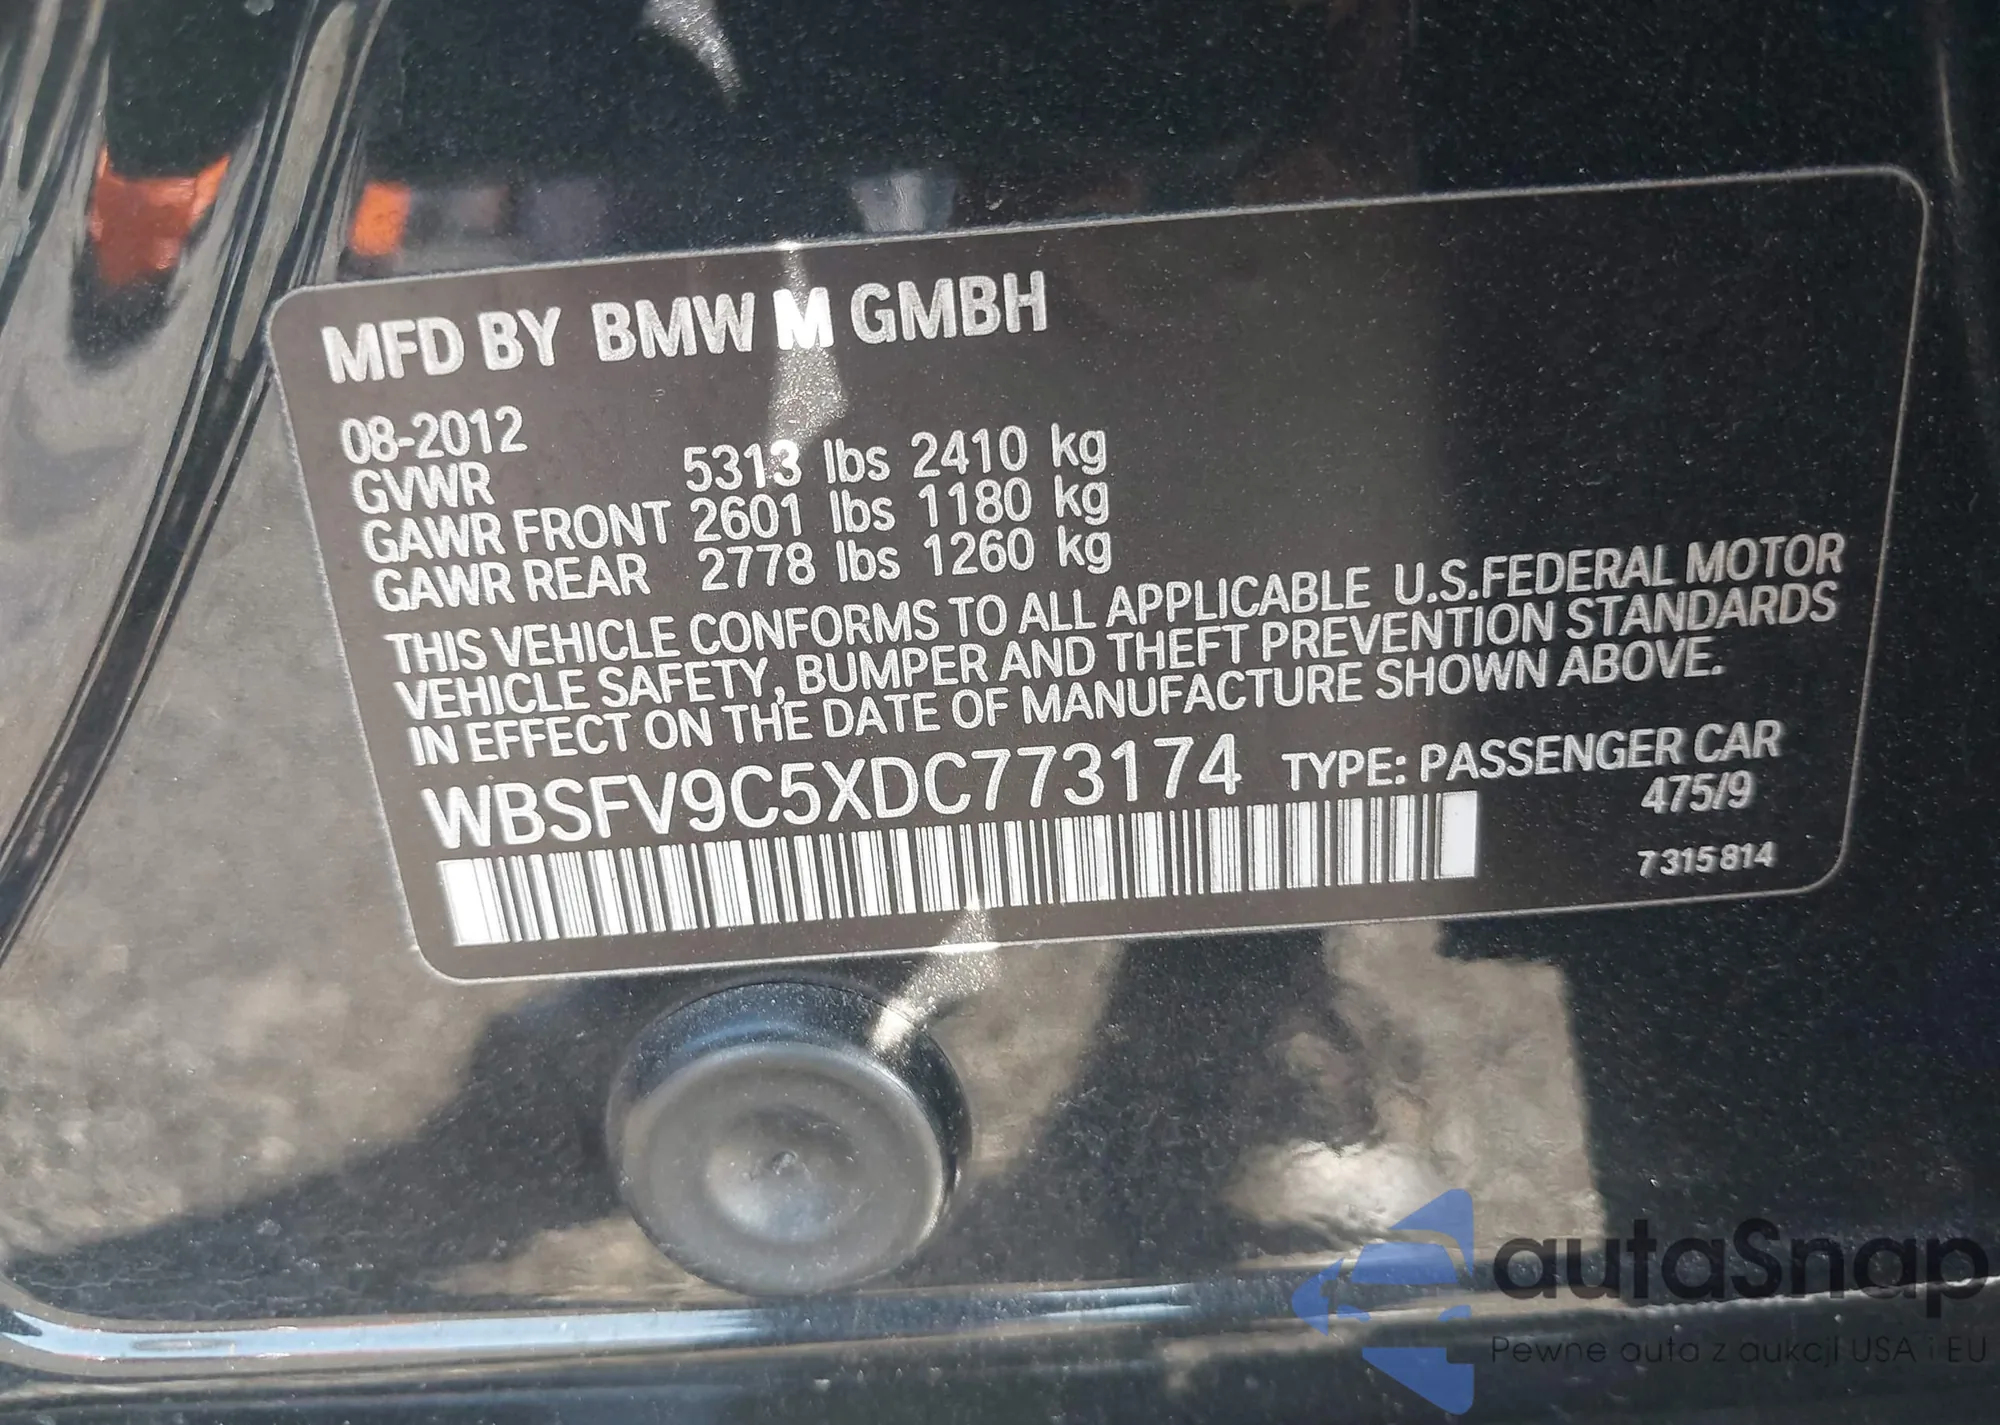 MFD BY BMW M GMBH
08-2012
GVWR 5313 lbs 2410 kg
GAWR FRONT 2601 lbs 1180 kg
GAWR REAR 2778 lbs 1260 kg
THIS VEHICLE CONFORMS TO ALL APPLICABLE U.S.FEDERAL MOTOR
VEHICLE SAFETY, BUMPER AND THEFT PREVENTION STANDARDS
IN EFFECT ON THE DATE OF MANUFACTURE SHOWN ABOVE.
WBSFV9C5XDC773174 TYPE: PASSENGER CAR
475/9
7315814
autaSnap
Pewne auta z aukcji USA i EU